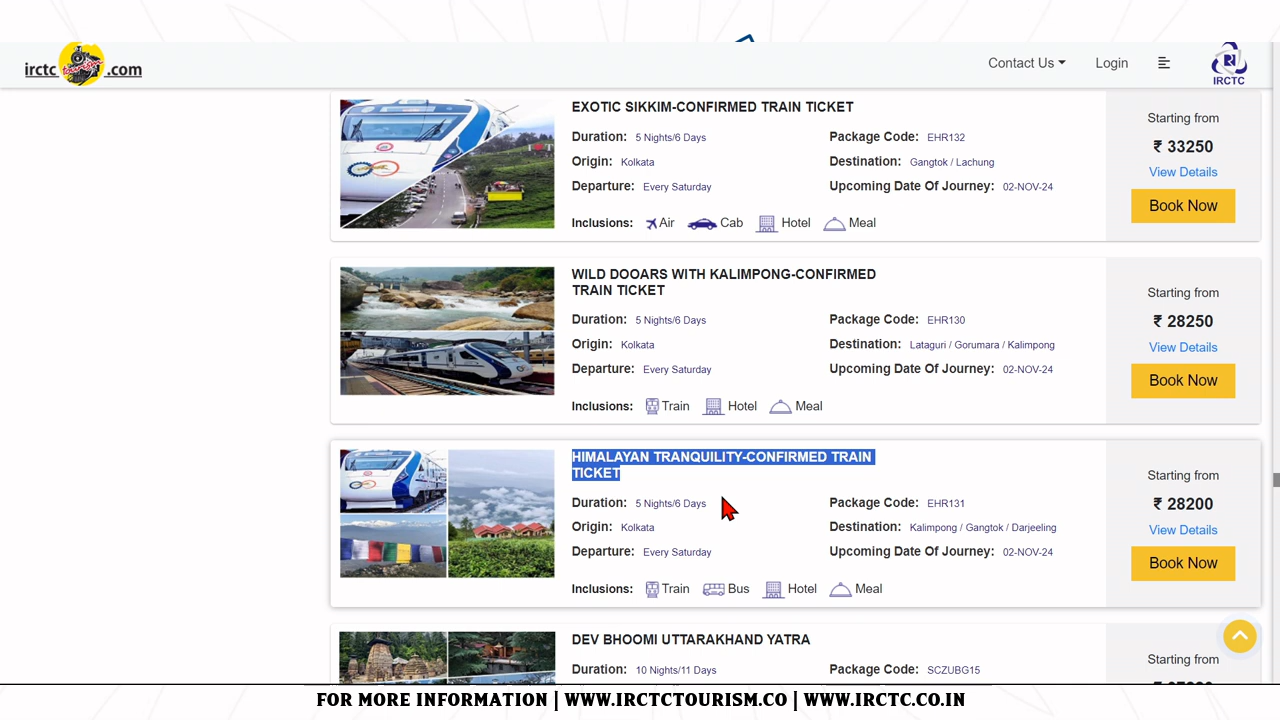 irctc tourism .com
Contact Us
Login
IRCTC
EXOTIC SIKKIM-CONFIRMED TRAIN TICKET
Duration: 5 Nights/6 Days
Package Code: EHR132
Origin: Kolkata
Destination: Gangtok / Lachung
Departure: Every Saturday
Upcoming Date Of Journey: 02-NOV-24
Inclusions: Air Cab Hotel Meal
Starting from
₹ 33250
View Details
Book Now
WILD DOOARS WITH KALIMPONG-CONFIRMED
TRAIN TICKET
Duration: 5 Nights/6 Days
Package Code: EHR130
Origin: Kolkata
Destination: Lataguri / Gorumara / Kalimpong
Departure: Every Saturday
Upcoming Date Of Journey: 02-NOV-24
Inclusions: Train Hotel Meal
Starting from
₹ 28250
View Details
Book Now
HIMALAYAN TRANQUILITY-CONFIRMED TRAIN
TICKET
Duration: 5 Nights/6 Days
Package Code: EHR131
Origin: Kolkata
Destination: Kalimpong / Gangtok / Darjeeling
Departure: Every Saturday
Upcoming Date Of Journey: 02-NOV-24
Inclusions: Train Bus Hotel Meal
Starting from
₹ 28200
View Details
Book Now
DEV BHOOMI UTTARAKHAND YATRA
Duration: 10 Nights/11 Days
Package Code: SCZUBG15
Starting from
FOR MORE INFORMATION | WWW.IRCTCTOURISM.CO | WWW.IRCTC.CO.IN